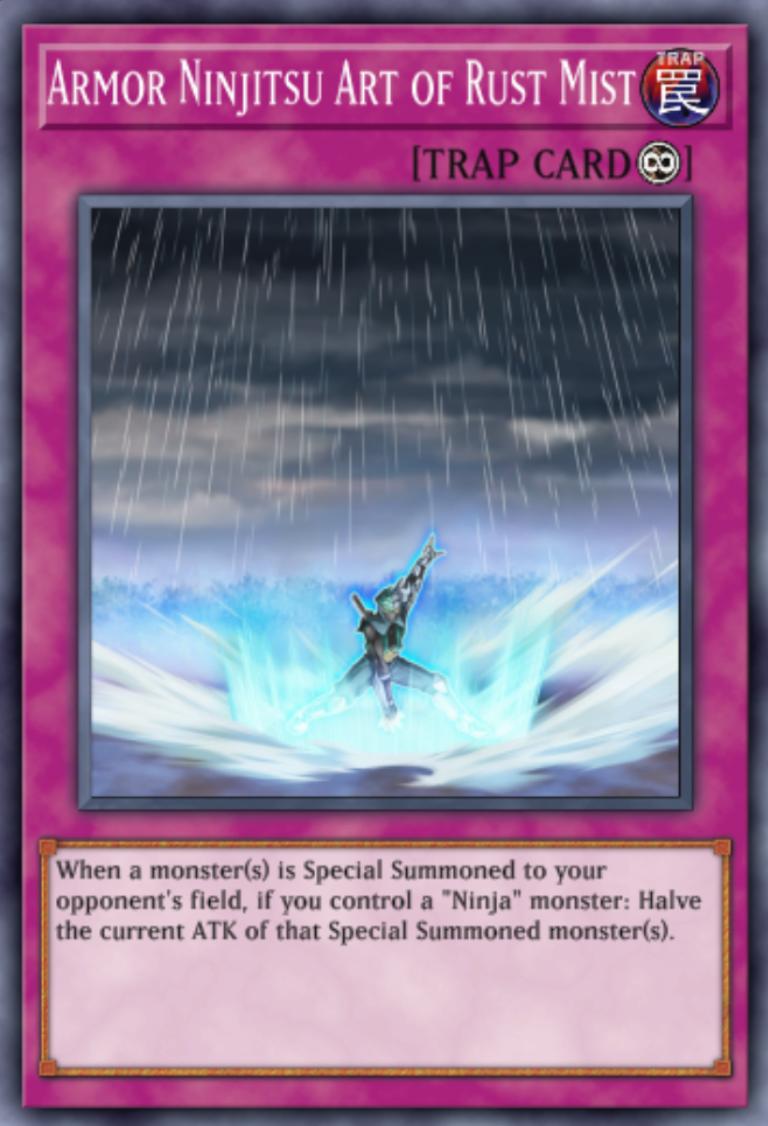 ARMOR NINJITSU ART OF RUST MIST
TRAP
罠
[TRAP CARD]
When a monster(s) is Special Summoned to your
opponent's field, if you control a "Ninja" monster: Halve
the current ATK of that Special Summoned monster(s).